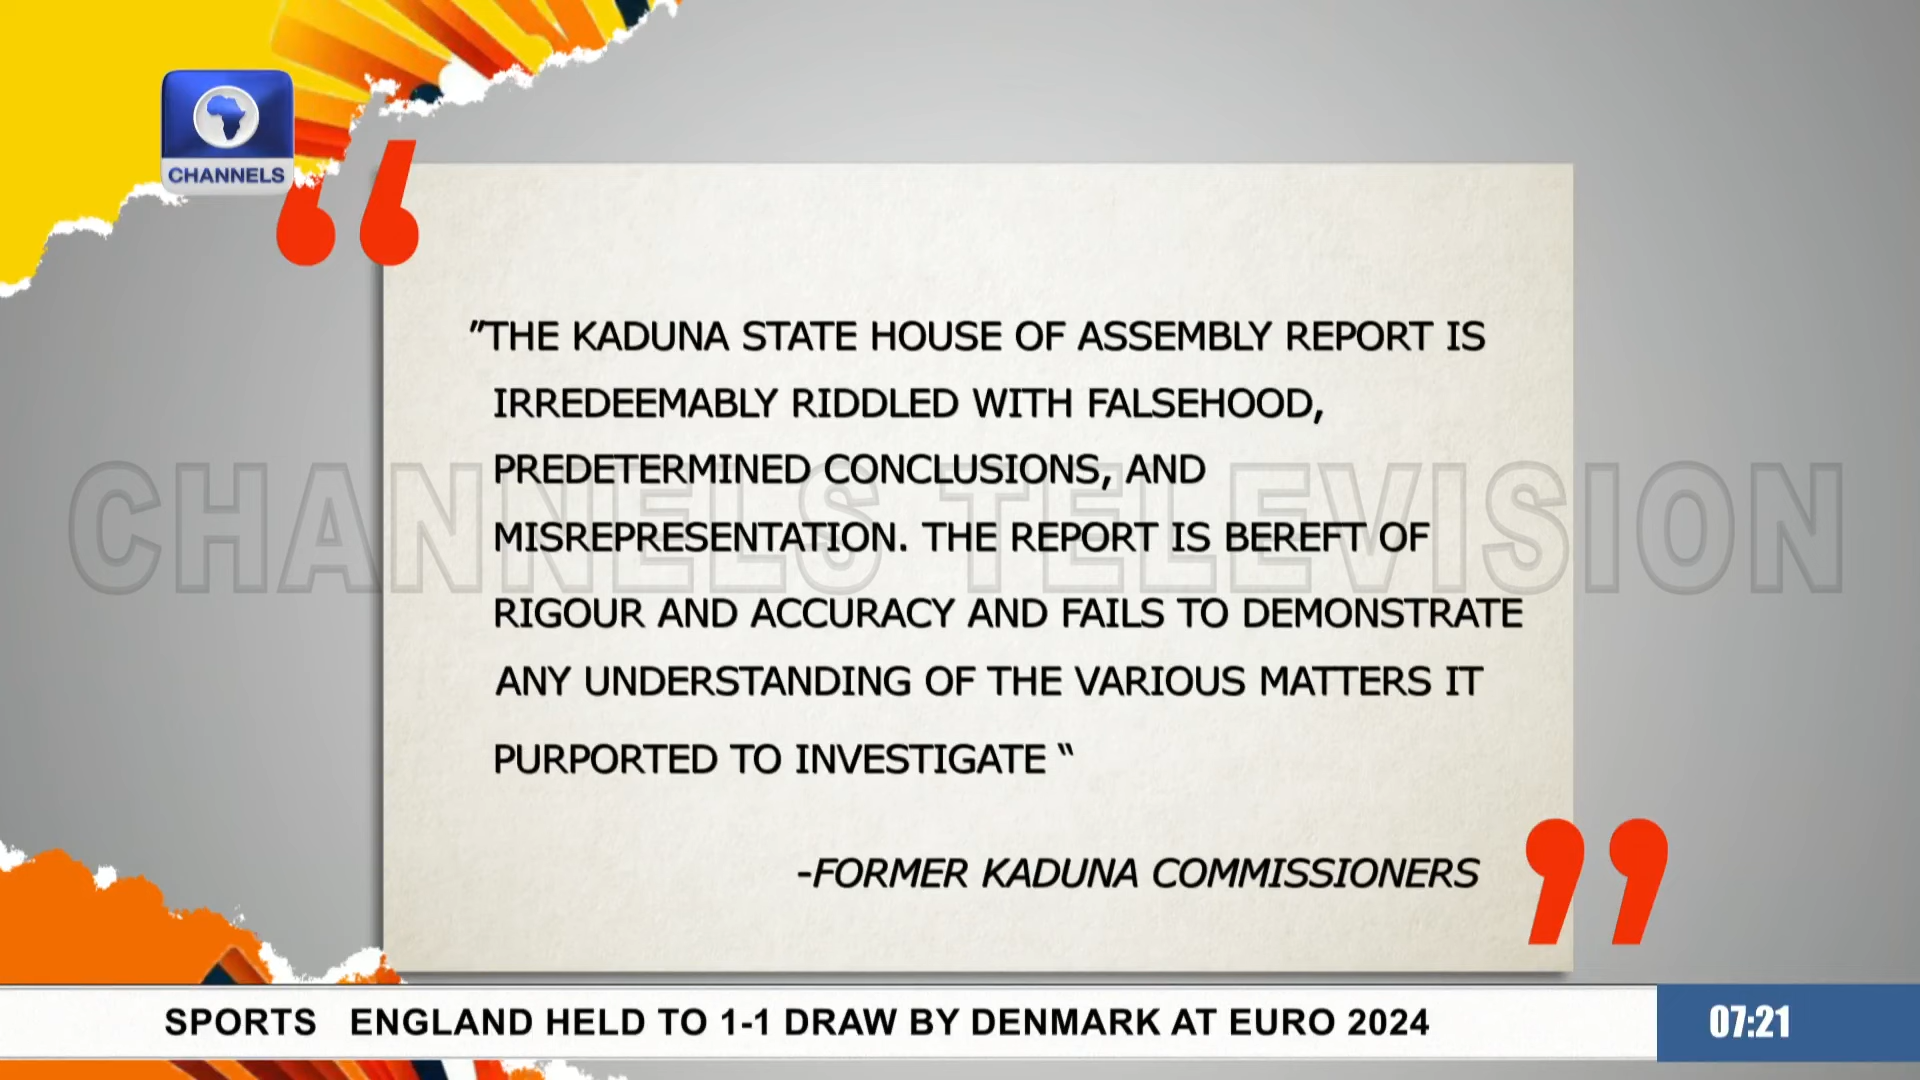 CHANNELS
"THE KADUNA STATE HOUSE OF ASSEMBLY REPORT IS
IRREDEEMABLY RIDDLED WITH FALSEHOOD,
PREDETERMINED CONCLUSIONS, AND
MISREPRESENTATION. THE REPORT IS BEREFT OF
RIGOUR AND ACCURACY AND FAILS TO DEMONSTRATE
ANY UNDERSTANDING OF THE VARIOUS MATTERS IT
PURPORTED TO INVESTIGATE “
-FORMER KADUNA COMMISSIONERS
CHANNELS TELEVISION
SPORTS ENGLAND HELD TO 1-1 DRAW BY DENMARK AT EURO 2024
07:21